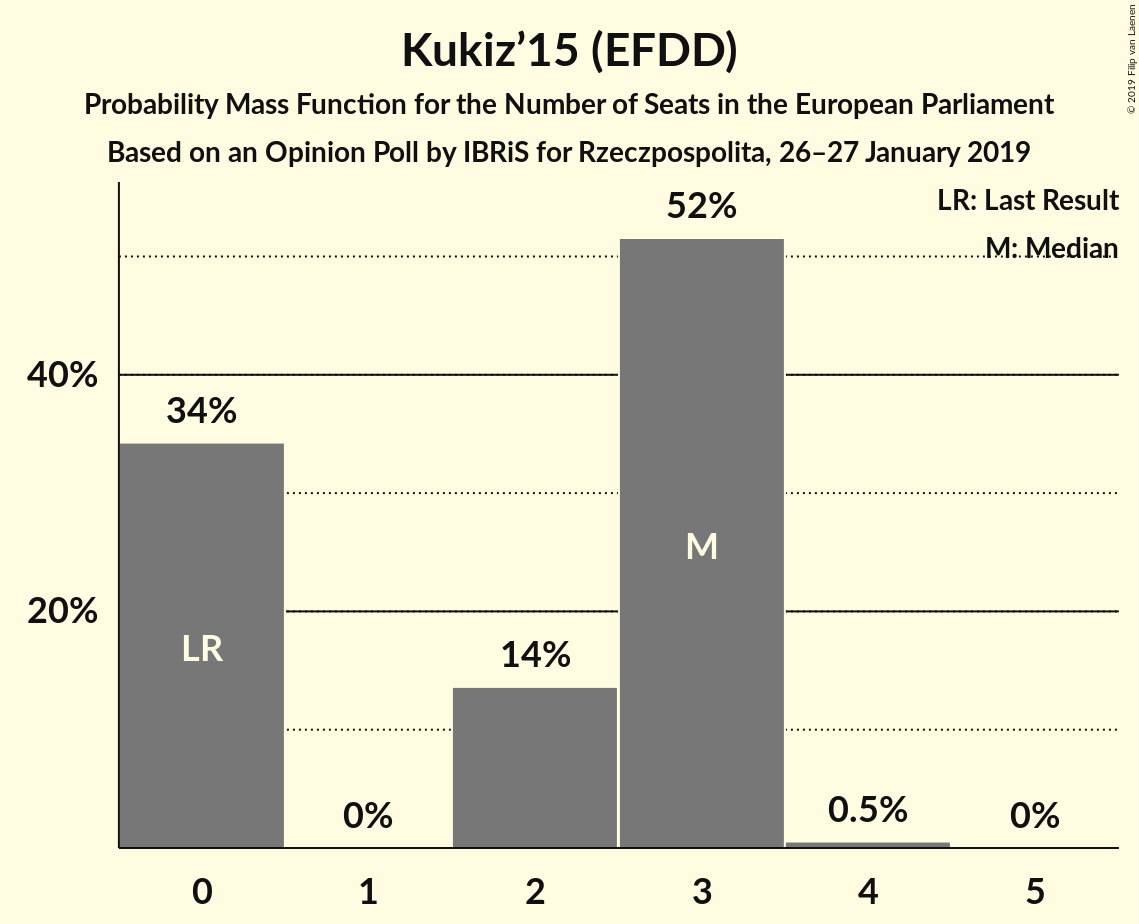 Kukiz’15 (EFDD)
Probability Mass Function for the Number of Seats in the European Parliament
Based on an Opinion Poll by IBRiS for Rzeczpospolita, 26–27 January 2019
© 2019 Filip van Laenen
LR: Last Result
M: Median
52%
40%
34%
M
20%
LR
14%
0%
0.5%
0%
0 1 2 3 4 5